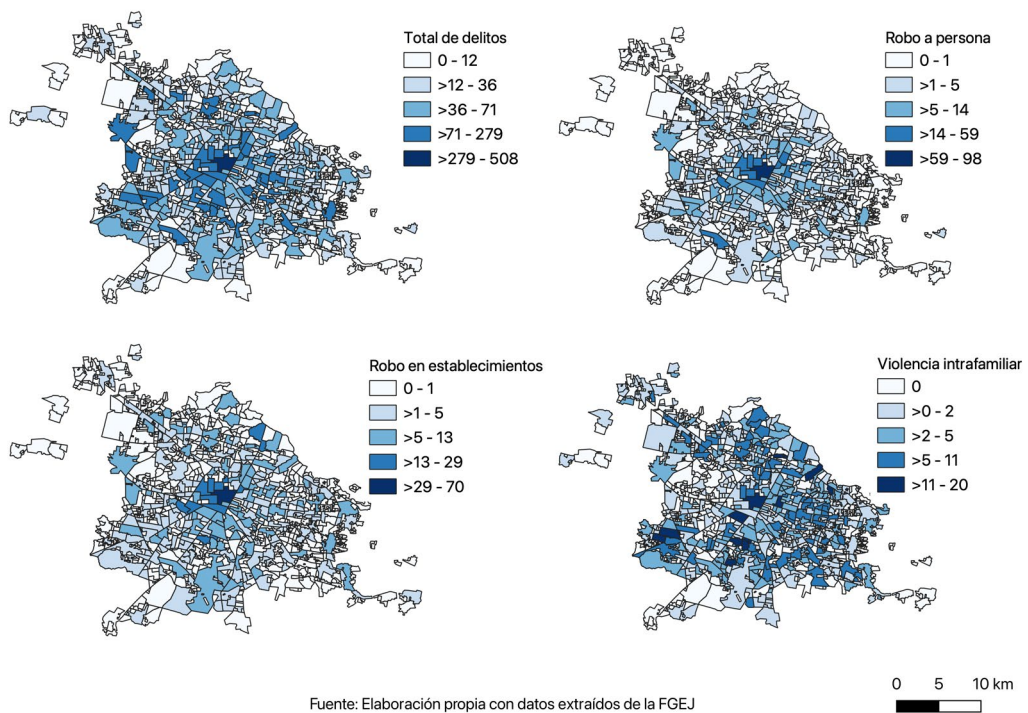 Total de delitos
0 - 12
>12 - 36
>36 - 71
>71 - 279
>279 - 508
Robo a persona
0 - 1
>1 - 5
>5 - 14
>14 - 59
>59 - 98
Robo en establecimientos
0 - 1
>1 - 5
>5 - 13
>13 - 29
>29 - 70
Violencia intrafamiliar
0
>0 - 2
>2 - 5
>5 - 11
>11 - 20
0 5 10 km
Fuente: Elaboración propia con datos extraídos de la FGEJ